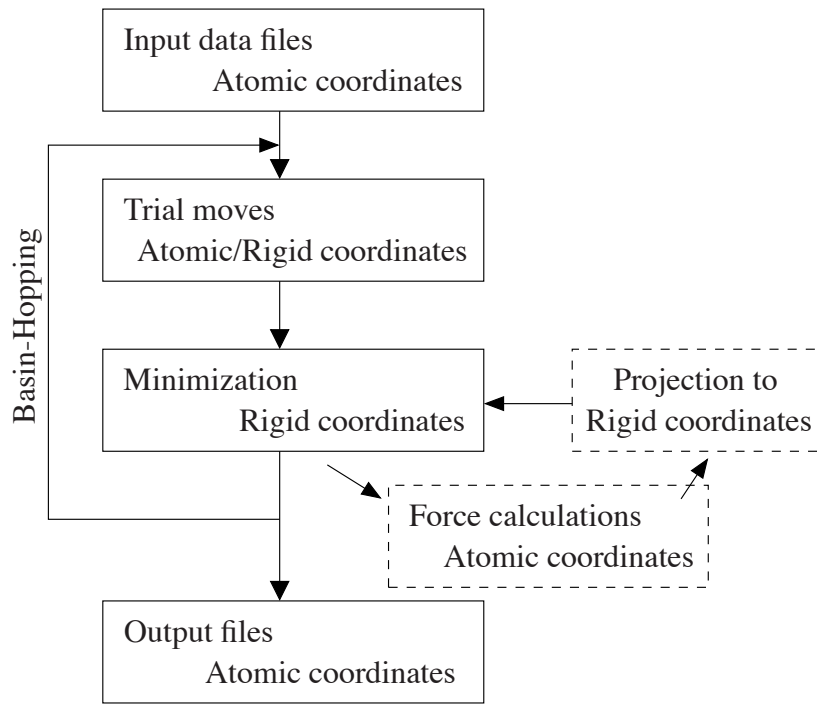 Input data files
Atomic coordinates
Trial moves
Atomic/Rigid coordinates
Basin-Hopping
Minimization
Rigid coordinates
Projection to
Rigid coordinates
Force calculations
Atomic coordinates
Output files
Atomic coordinates